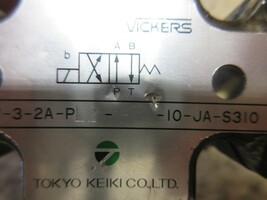 VICKERS
A B
b
P T
-3-2A-P - -10-JA-S310
TOKYO KEIKI CO., LTD.